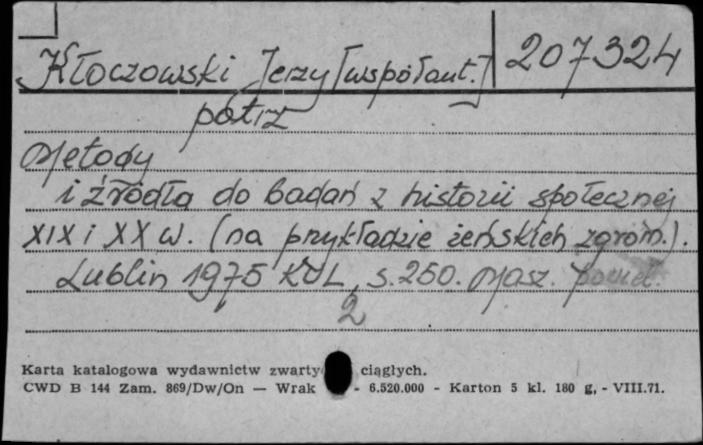 Kłoczowski Jerzy [współaut.] 207324
patrz
Metody
i źródła do badań z historii społecznej
XIX i XX w. (na przykładzie żeńskich zgrom.).
Lublin 1975 KUL, s. 250. Masz. powiel.
2
Karta katalogowa wydawnictw zwarty ciągłych.
CWD B 144 Zam. 869/Dw/On — Wrak - 6.520.000 - Karton 5 kl. 180 g, - VIII.71.